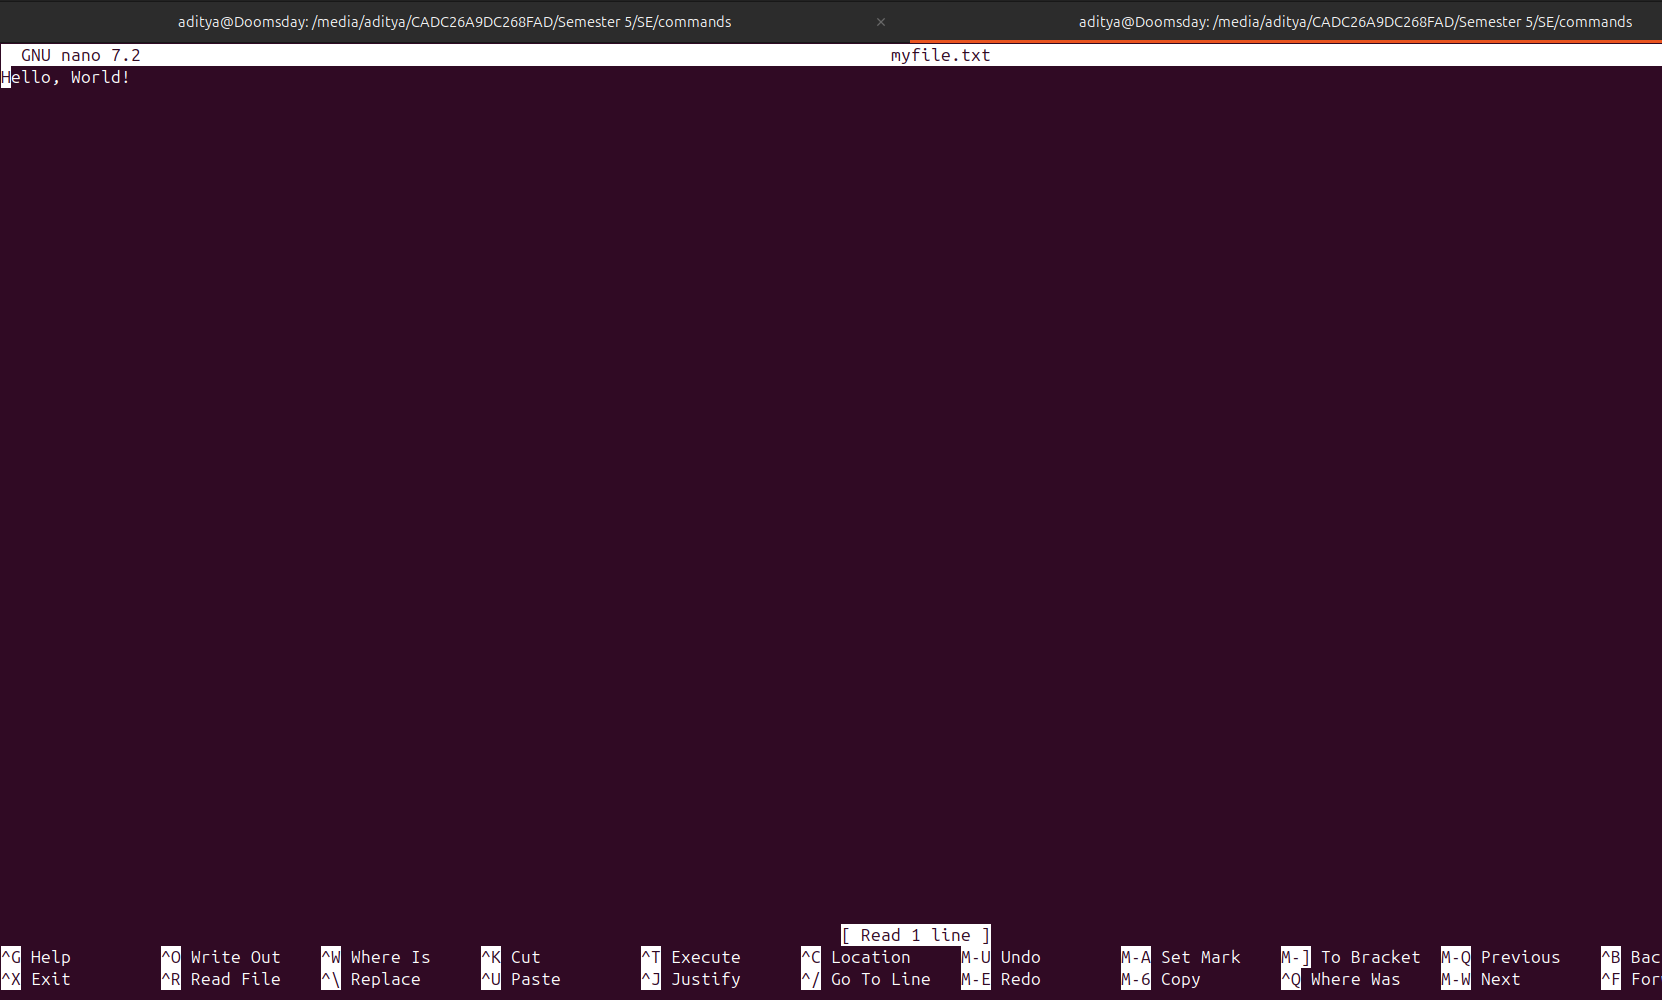 aditya@Doomsday: /media/aditya/CADC26A9DC268FAD/Semester 5/SE/commands × aditya@Doomsday: /media/aditya/CADC26A9DC268FAD/Semester 5/SE/commands
GNU nano 7.2 myfile.txt
Hello, World!
[ Read 1 line ]
^G Help ^O Write Out ^W Where Is ^K Cut ^T Execute ^C Location M-U Undo M-A Set Mark M-] To Bracket M-Q Previous ^B Bac
^X Exit ^R Read File ^\ Replace ^U Paste ^J Justify ^/ Go To Line M-E Redo M-6 Copy ^Q Where Was M-W Next ^F For